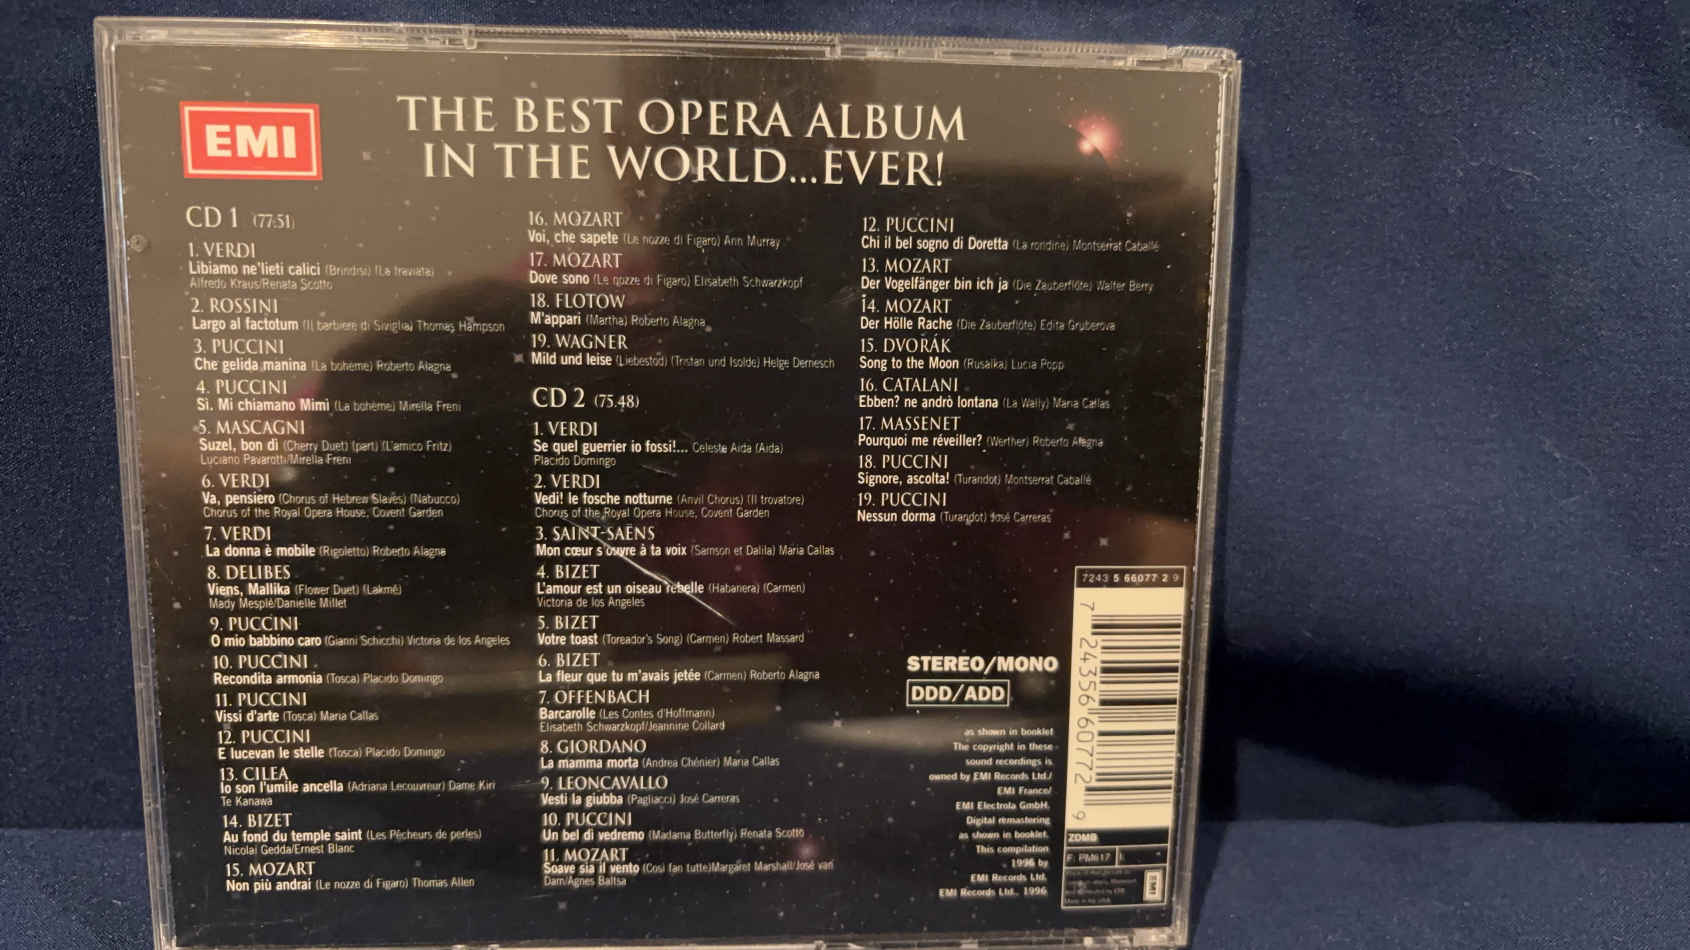 EMI
THE BEST OPERA ALBUM
IN THE WORLD...EVER!
CD 1 (77.51)
1. VERDI
Libiamo ne'lieti calici (Brindisi) (La traviata)
Alfredo Kraus/Renata Scotto
2. ROSSINI
Largo al factotum (Il barbiere di Siviglia) Thomas Hampson
3. PUCCINI
Che gelida manina (La bohème) Roberto Alagna
4. PUCCINI
Sì. Mi chiamano Mimì (La bohème) Mirella Freni
5. MASCAGNI
Suzel, bon dì (Cherry Duet) (part) (L'amico Fritz)
Luciano Pavarotti/Mirella Freni
6. VERDI
Va, pensiero (Chorus of Hebrew Slaves) (Nabucco)
Chorus of the Royal Opera House, Covent Garden
7. VERDI
La donna è mobile (Rigoletto) Roberto Alagna
8. DELIBES
Viens, Mallika (Flower Duet) (Lakmé)
Mady Mesplé/Danielle Millet
9. PUCCINI
O mio babbino caro (Gianni Schicchi) Victoria de los Angeles
10. PUCCINI
Recondita armonia (Tosca) Placido Domingo
11. PUCCINI
Vissi d'arte (Tosca) Maria Callas
12. PUCCINI
E lucevan le stelle (Tosca) Placido Domingo
13. CILEA
Io son l'umile ancella (Adriana Lecouvreur) Dame Kiri
Te Kanawa
14. BIZET
Au fond du temple saint (Les Pêcheurs de perles)
Nicolai Gedda/Ernest Blanc
15. MOZART
Non più andrai (Le nozze di Figaro) Thomas Allen
16. MOZART
Voi, che sapete (Le nozze di Figaro) Ann Murray
17. MOZART
Dove sono (Le nozze di Figaro) Elisabeth Schwarzkopf
18. FLOTOW
M'appari (Martha) Roberto Alagna
19. WAGNER
Mild und leise (Liebestod) (Tristan und Isolde) Helge Dernesch
CD 2 (75.48)
1. VERDI
Se quel guerrier io fossi!... Celeste Aida (Aida)
Placido Domingo
2. VERDI
Vedi! le fosche notturne (Anvil Chorus) (Il trovatore)
Chorus of the Royal Opera House, Covent Garden
3. SAINT-SAËNS
Mon cœur s'ouvre à ta voix (Samson et Dalila) Maria Callas
4. BIZET
L'amour est un oiseau rebelle (Habanera) (Carmen)
Victoria de los Angeles
5. BIZET
Votre toast (Toreador's Song) (Carmen) Robert Massard
6. BIZET
La fleur que tu m'avais jetée (Carmen) Roberto Alagna
7. OFFENBACH
Barcarolle (Les Contes d'Hoffmann)
Elisabeth Schwarzkopf/Jeannine Collard
8. GIORDANO
La mamma morta (Andrea Chénier) Maria Callas
9. LEONCAVALLO
Vesti la giubba (Pagliacci) José Carreras
10. PUCCINI
Un bel dì vedremo (Madama Butterfly) Renata Scotto
11. MOZART
Soave sia il vento (Così fan tutte)Margaret Marshall/José van
Dam/Agnes Baltsa
12. PUCCINI
Chi il bel sogno di Doretta (La rondine) Montserrat Caballé
13. MOZART
Der Vogelfänger bin ich ja (Die Zauberflöte) Walter Berry
14. MOZART
Der Hölle Rache (Die Zauberflöte) Edita Gruberova
15. DVOŘÁK
Song to the Moon (Rusalka) Lucia Popp
16. CATALANI
Ebben? ne andrò lontana (La Wally) Maria Callas
17. MASSENET
Pourquoi me réveiller? (Werther) Roberto Alagna
18. PUCCINI
Signore, ascolta! (Turandot) Montserrat Caballé
19. PUCCINI
Nessun dorma (Turandot) José Carreras
STEREO/MONO
DDD/ADD
as shown in booklet
The copyright in these
sound recordings is
owned by EMI Records Ltd./
EMI France/
EMI Electrola GmbH.
Digital remastering
as shown in booklet.
This compilation
1996 by
EMI Records Ltd.
EMI Records Ltd., 1996
7243 5 66077 2 9
7 24356 60772 9
ZDMB
F: PM617
EMI